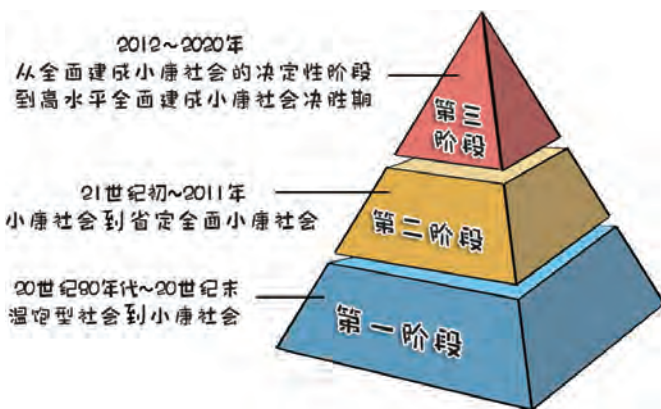 2012～2020年
从全面建成小康社会的决定性阶段
到高水平全面建成小康社会决胜期
第三
阶段
21世纪初～2011年
小康社会到省定全面小康社会
第二阶段
20世纪80年代～20世纪末
温饱型社会到小康社会
第一阶段